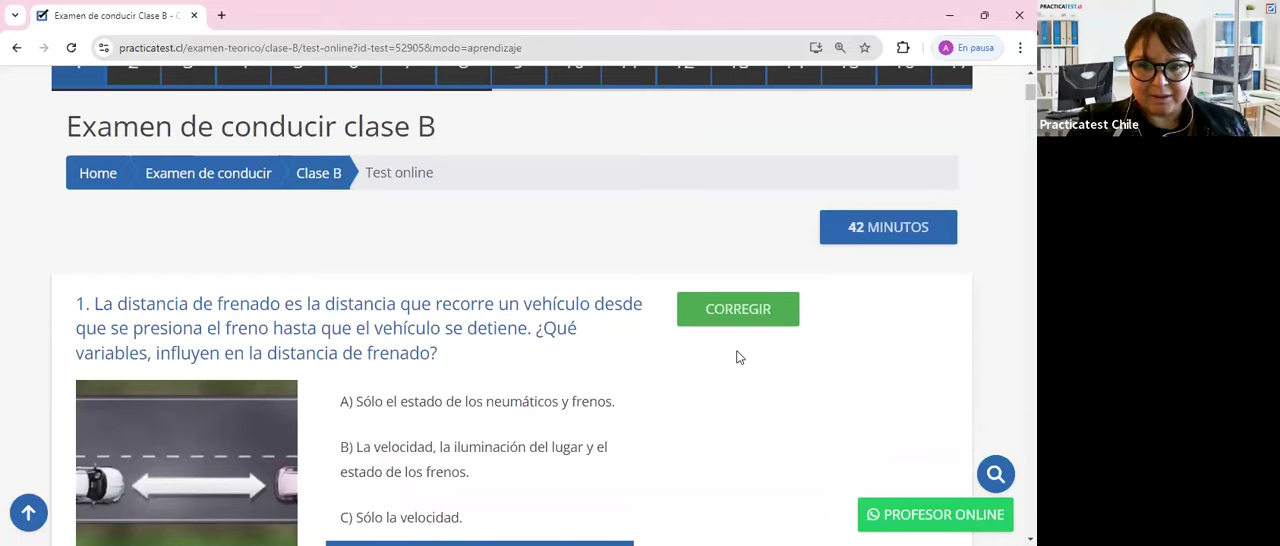 Examen de conducir Clase B - C
practicatest.cl/examen-teorico/clase-B/test-online?id-test=52905&modo=aprendizaje
A
En pausa
PRACTICATEST.cl
Practicatest Chile
Examen de conducir clase B
Home
Examen de conducir
Clase B
Test online
42 MINUTOS
1. La distancia de frenado es la distancia que recorre un vehículo desde
que se presiona el freno hasta que el vehículo se detiene. ¿Qué
variables, influyen en la distancia de frenado?
CORREGIR
A) Sólo el estado de los neumáticos y frenos.
B) La velocidad, la iluminación del lugar y el
estado de los frenos.
C) Sólo la velocidad.
PROFESOR ONLINE